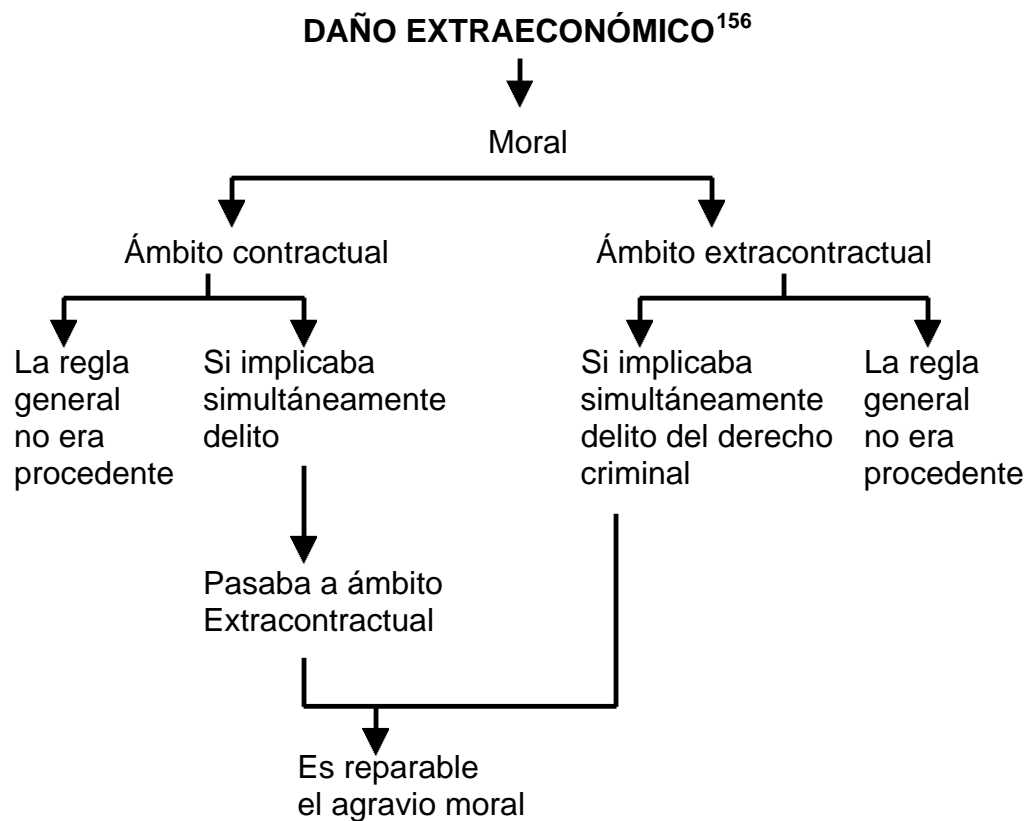 DAÑO EXTRAECONÓMICO156
Moral
Ámbito contractual
Ámbito extracontractual
La regla
general
no era
procedente
Si implicaba
simultáneamente
delito
Si implicaba
simultáneamente
delito del derecho
criminal
La regla
general
no era
procedente
Pasaba a ámbito
Extracontractual
Es reparable
el agravio moral